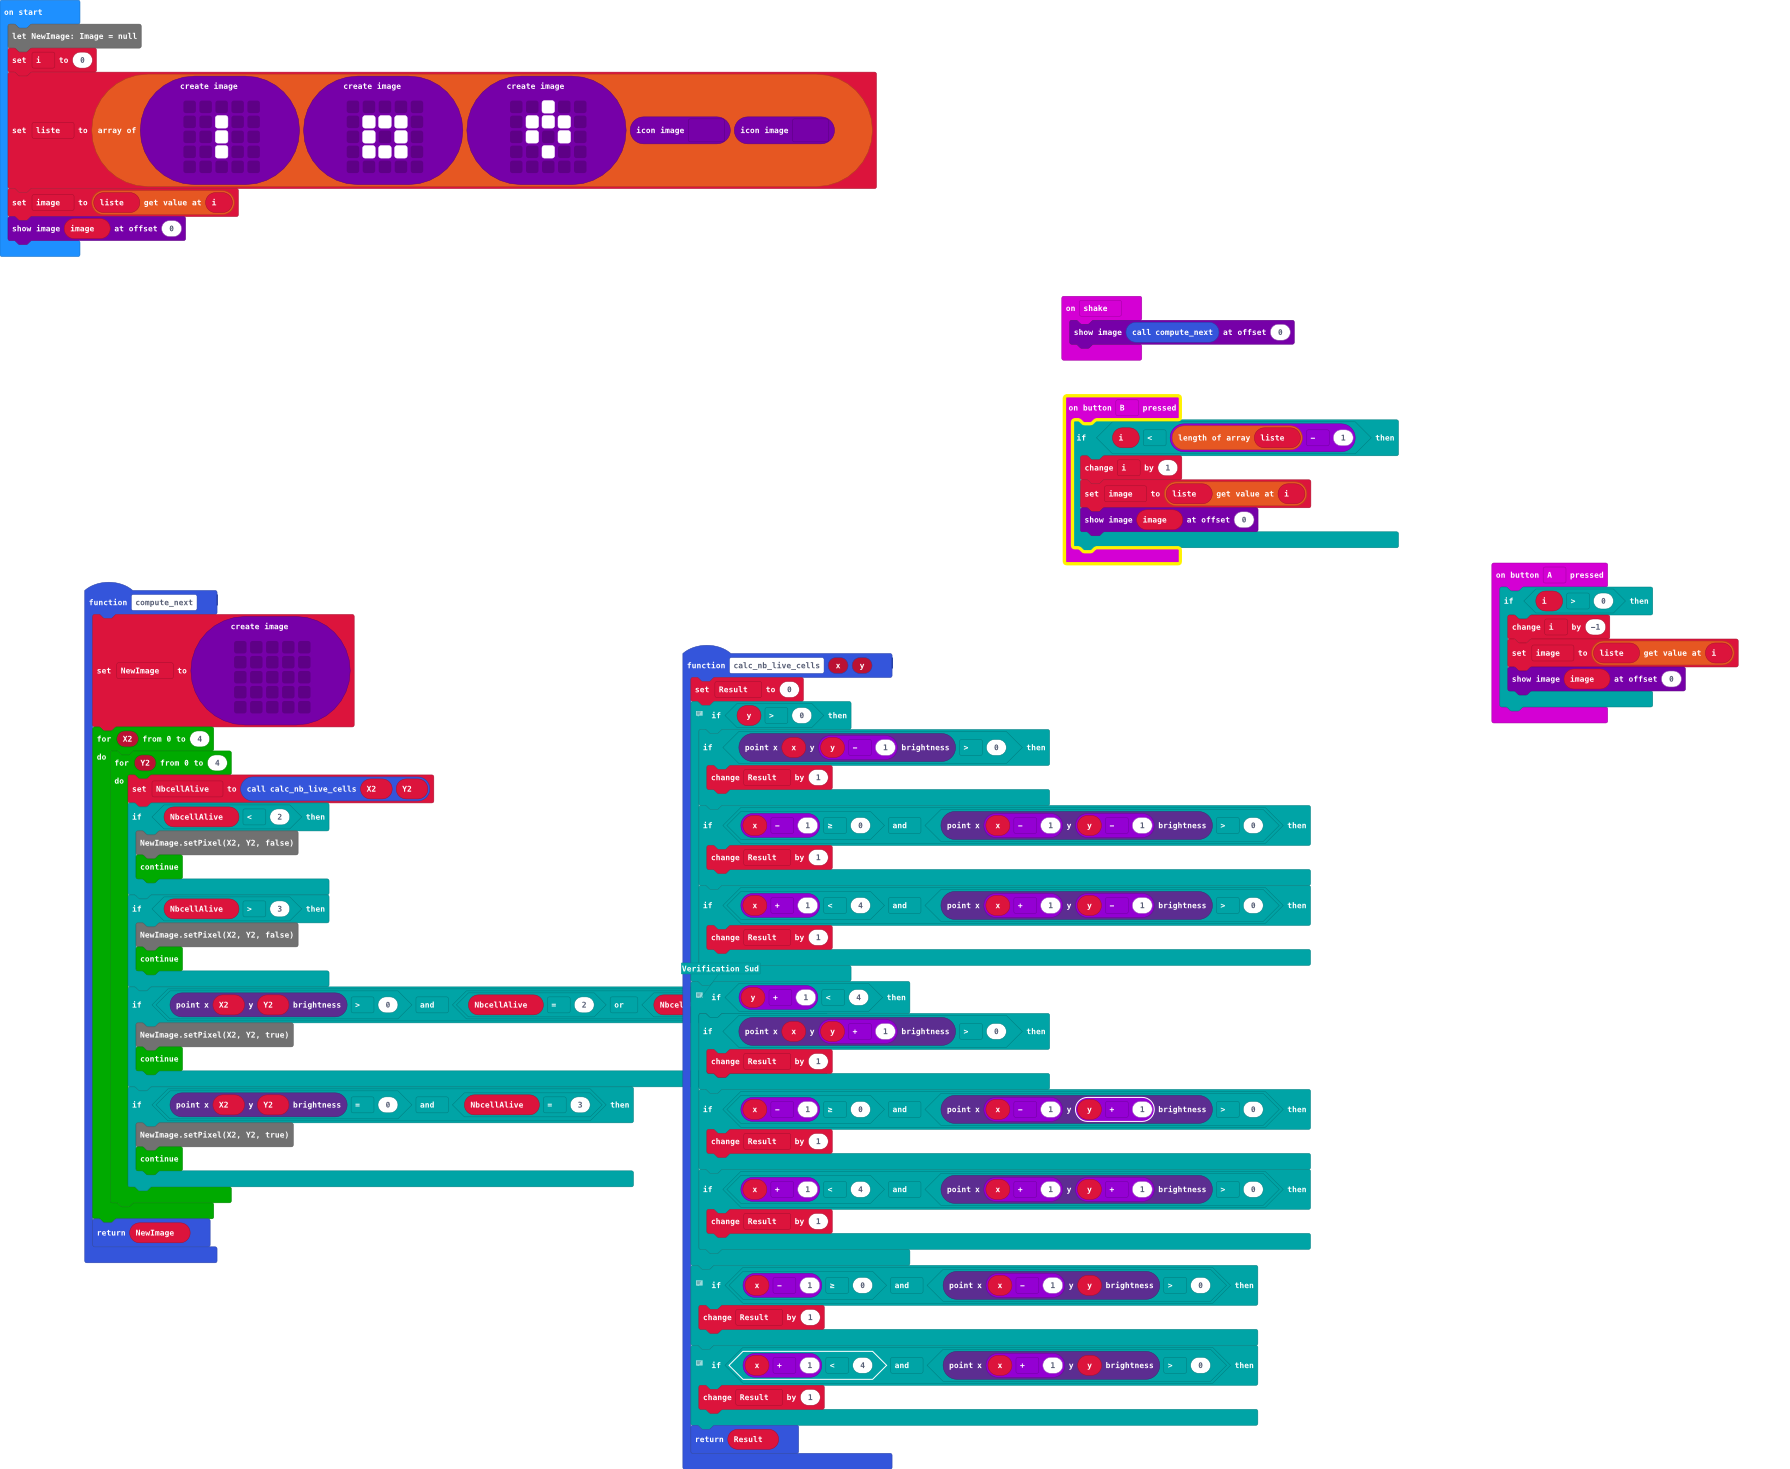 on start
let NewImage: Image = null
set i to 0
set liste to array of create image create image create image icon image icon image
set image to liste get value at i
show image image at offset 0
on shake
show image call compute_next at offset 0
on button B pressed
if i < length of array liste - 1 then
change i by 1
set image to liste get value at i
show image image at offset 0
on button A pressed
if i > 0 then
change i by -1
set image to liste get value at i
show image image at offset 0
function compute_next
set NewImage to create image
for X2 from 0 to 4
do for Y2 from 0 to 4
do set NbcellAlive to call calc_nb_live_cells X2 Y2
if NbcellAlive < 2 then
NewImage.setPixel(X2, Y2, false)
continue
if NbcellAlive > 3 then
NewImage.setPixel(X2, Y2, false)
continue
if point x X2 y Y2 brightness > 0 and NbcellAlive = 2 or Nbcel
NewImage.setPixel(X2, Y2, true)
continue
if point x X2 y Y2 brightness = 0 and NbcellAlive = 3 then
NewImage.setPixel(X2, Y2, true)
continue
return NewImage
function calc_nb_live_cells x y
set Result to 0
if y > 0 then
if point x x y y - 1 brightness > 0 then
change Result by 1
if x - 1 ≥ 0 and point x x - 1 y y - 1 brightness > 0 then
change Result by 1
if x + 1 < 4 and point x x + 1 y y - 1 brightness > 0 then
change Result by 1
Verification Sud
if y + 1 < 4 then
if point x x y y + 1 brightness > 0 then
change Result by 1
if x - 1 ≥ 0 and point x x - 1 y y + 1 brightness > 0 then
change Result by 1
if x + 1 < 4 and point x x + 1 y y + 1 brightness > 0 then
change Result by 1
if x - 1 ≥ 0 and point x x - 1 y y brightness > 0 then
change Result by 1
if x + 1 < 4 and point x x + 1 y y brightness > 0 then
change Result by 1
return Result